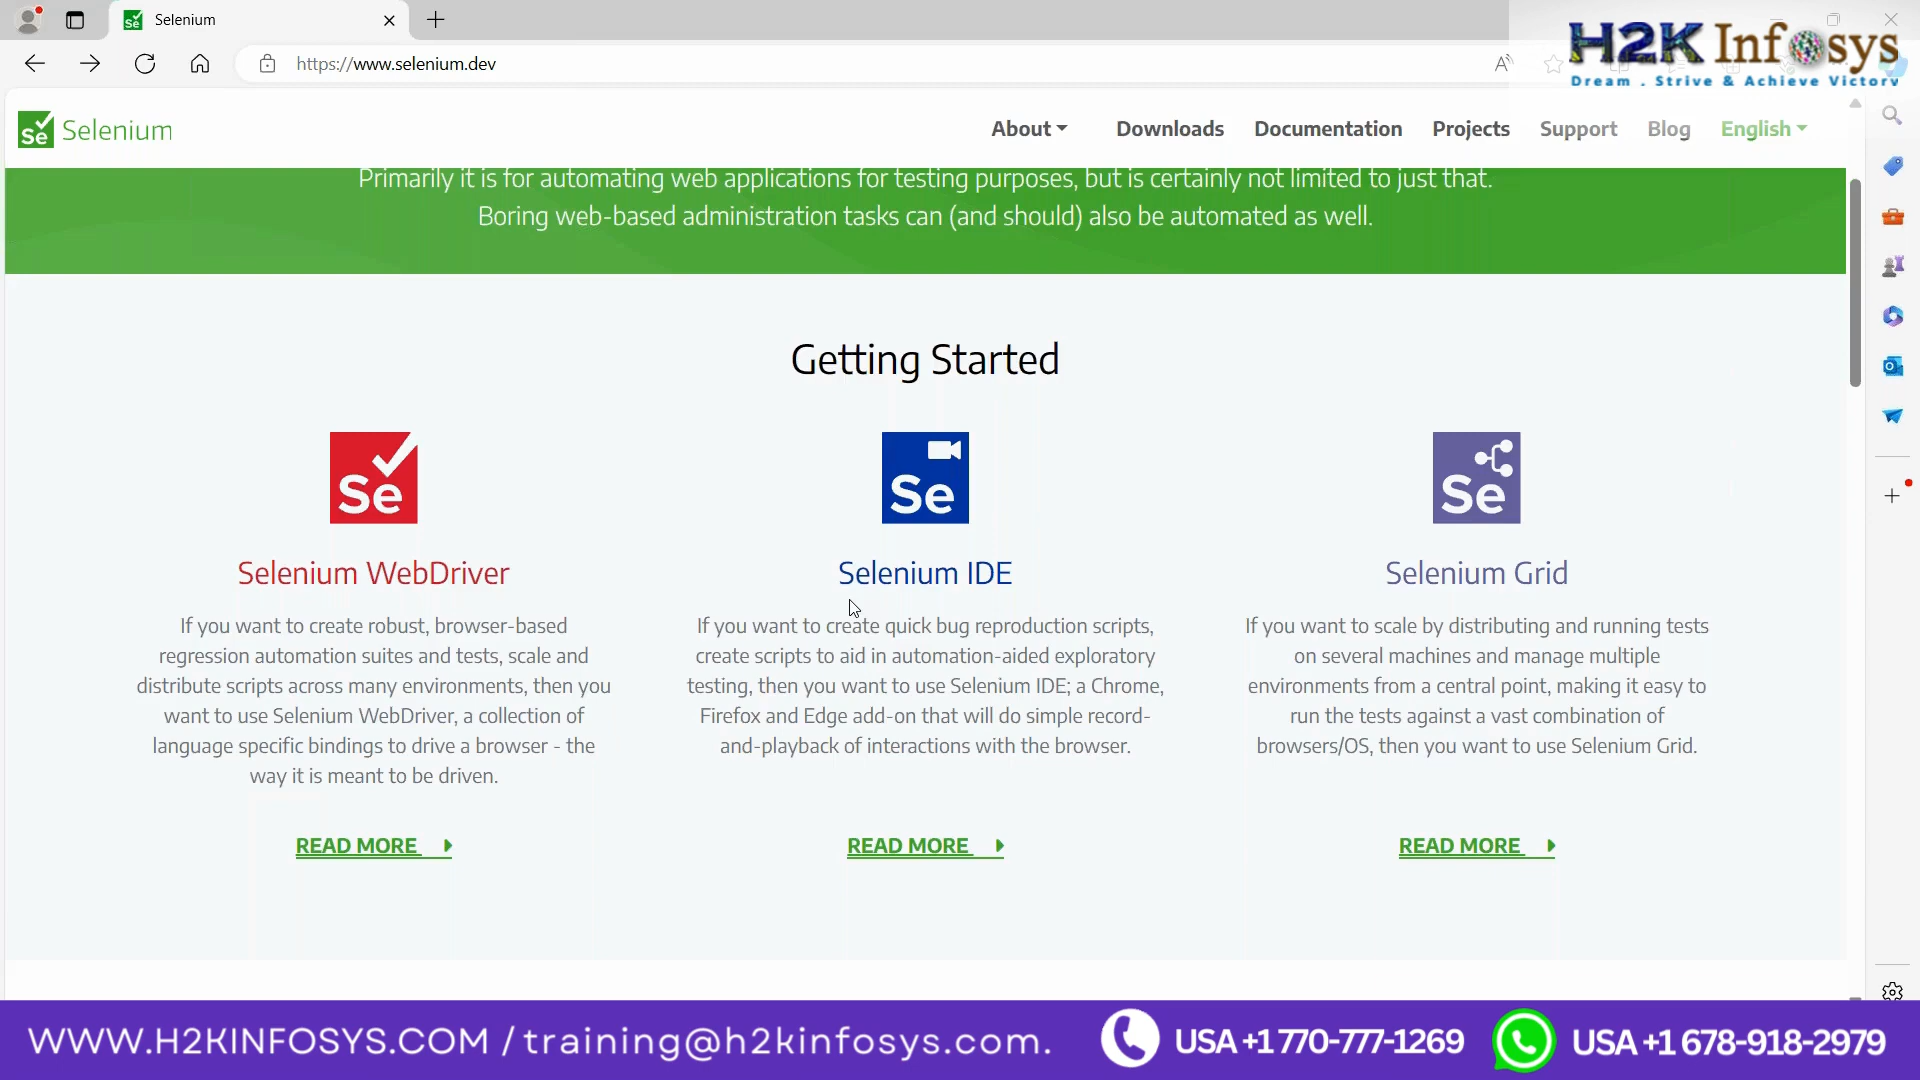 Selenium
https://www.selenium.dev
H2K Infosys
Dream . Strive & Achieve Victory
Se Selenium
About
Downloads
Documentation
Projects
Support
Blog
English
Primarily it is for automating web applications for testing purposes, but is certainly not limited to just that.
Boring web-based administration tasks can (and should) also be automated as well.
Getting Started
Se
Se
Se
Selenium WebDriver
If you want to create robust, browser-based
regression automation suites and tests, scale and
distribute scripts across many environments, then you
want to use Selenium WebDriver, a collection of
language specific bindings to drive a browser - the
way it is meant to be driven.
READ MORE
Selenium IDE
If you want to create quick bug reproduction scripts,
create scripts to aid in automation-aided exploratory
testing, then you want to use Selenium IDE; a Chrome,
Firefox and Edge add-on that will do simple record-
and-playback of interactions with the browser.
READ MORE
Selenium Grid
If you want to scale by distributing and running tests
on several machines and manage multiple
environments from a central point, making it easy to
run the tests against a vast combination of
browsers/OS, then you want to use Selenium Grid.
READ MORE
WWW.H2KINFOSYS.COM / training@h2kinfosys.com.
USA +1 770-777-1269
USA +1 678-918-2979